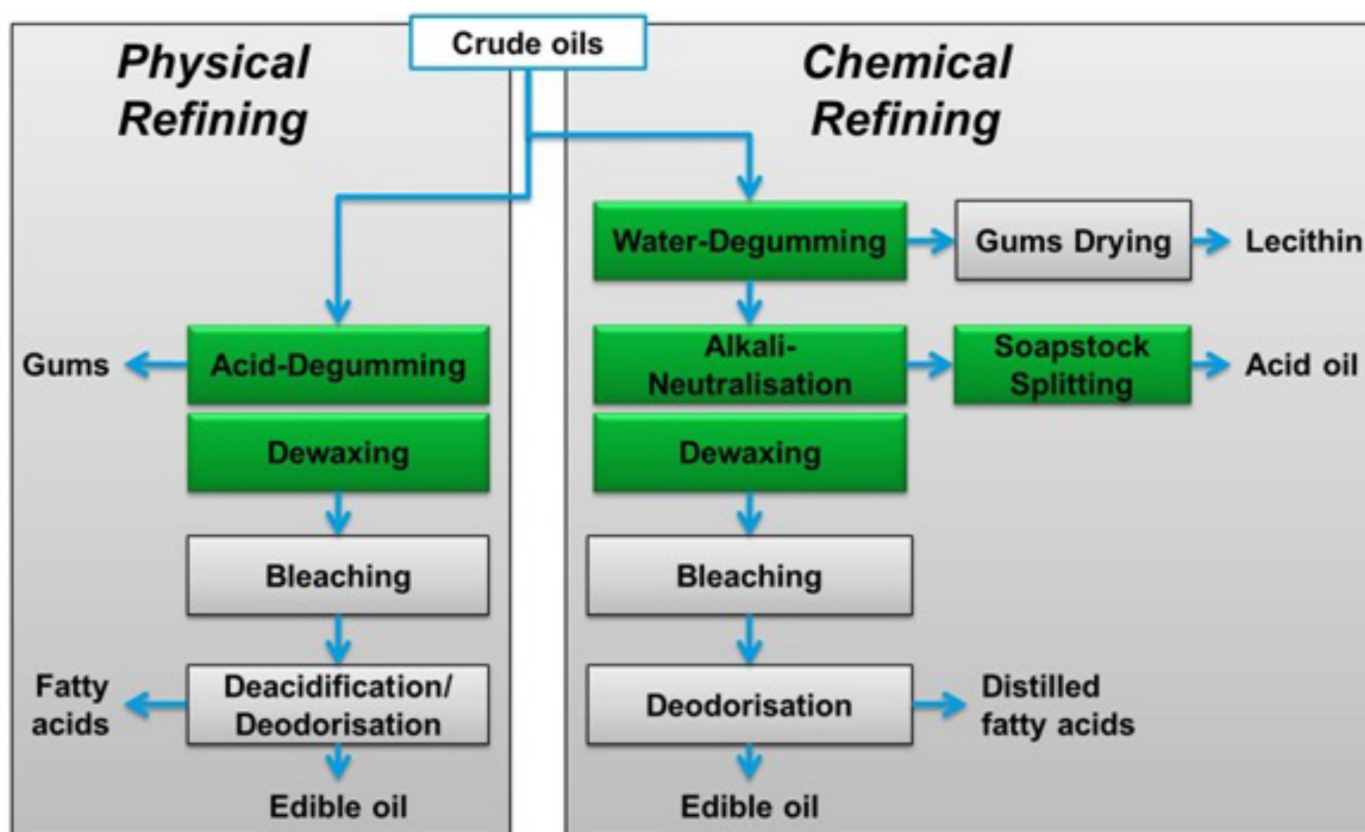 Crude oils
Physical
Refining
Chemical
Refining
Water-Degumming
Gums Drying
Lecithin
Gums
Acid-Degumming
Alkali-
Neutralisation
Soapstock
Splitting
Acid oil
Dewaxing
Dewaxing
Bleaching
Bleaching
Fatty
acids
Deacidification/
Deodorisation
Deodorisation
Distilled
fatty acids
Edible oil
Edible oil